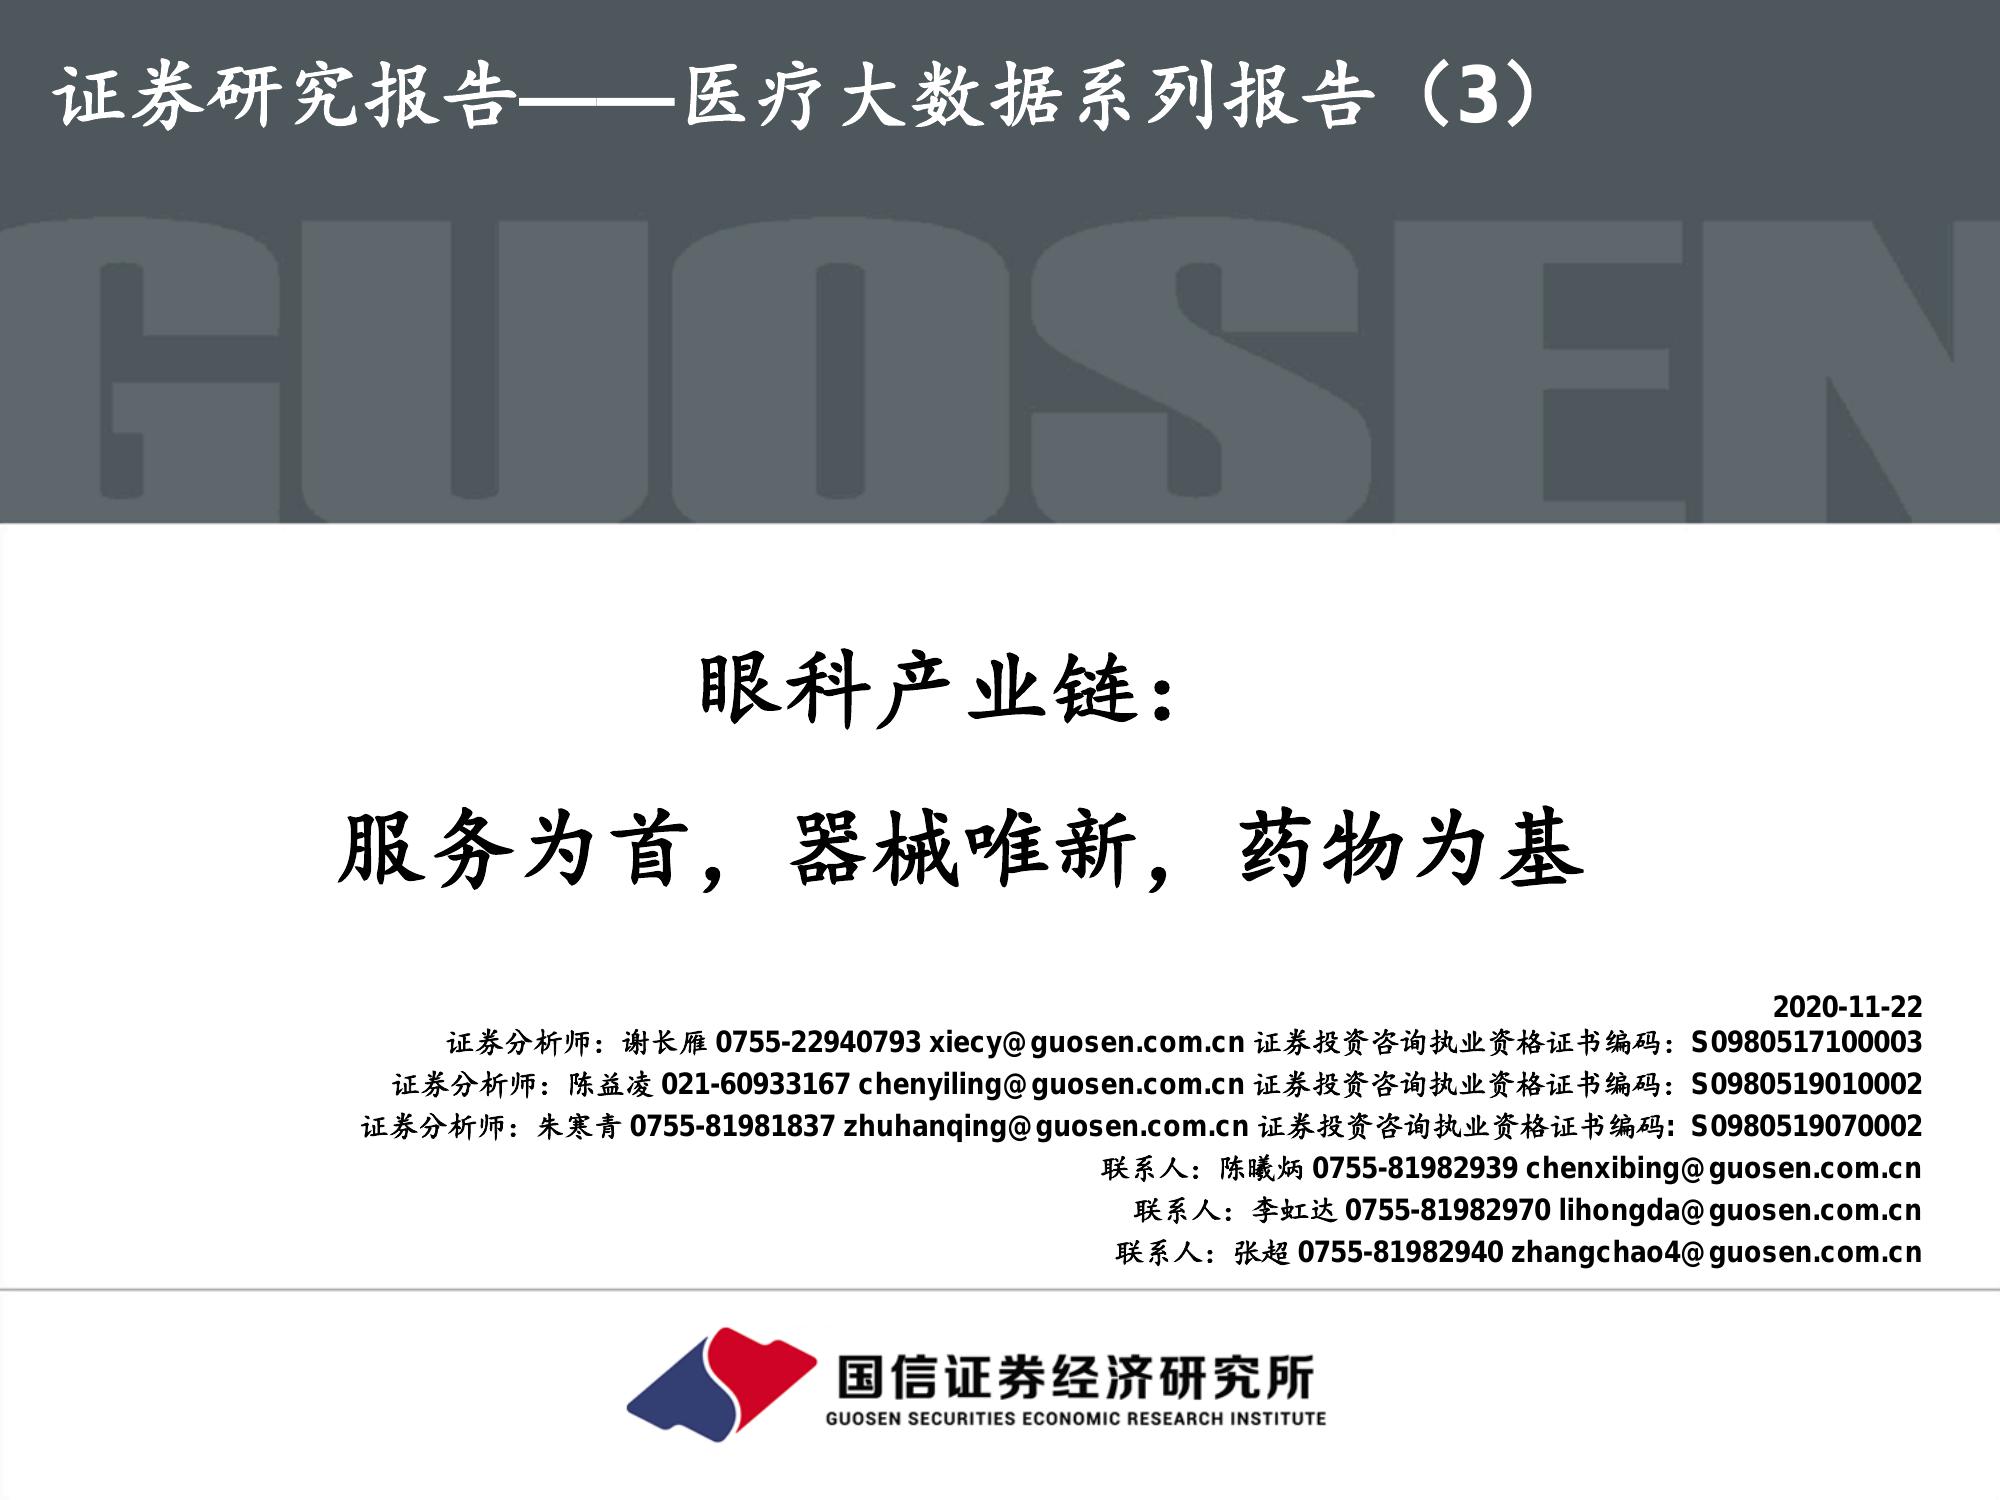 证券研究报告——医疗大数据系列报告（3）
GUOSEN
眼科产业链：
服务为首，器械唯新，药物为基
2020-11-22
证券分析师：谢长雁 0755-22940793 xiecy@guosen.com.cn 证券投资咨询执业资格证书编码：S0980517100003
证券分析师：陈益凌 021-60933167 chenyiling@guosen.com.cn 证券投资咨询执业资格证书编码：S0980519010002
证券分析师：朱寒青 0755-81981837 zhuhanqing@guosen.com.cn 证券投资咨询执业资格证书编码：S0980519070002
联系人：陈曦炳 0755-81982939 chenxibing@guosen.com.cn
联系人：李虹达 0755-81982970 lihongda@guosen.com.cn
联系人：张超 0755-81982940 zhangchao4@guosen.com.cn
国信证券经济研究所
GUOSEN SECURITIES ECONOMIC RESEARCH INSTITUTE